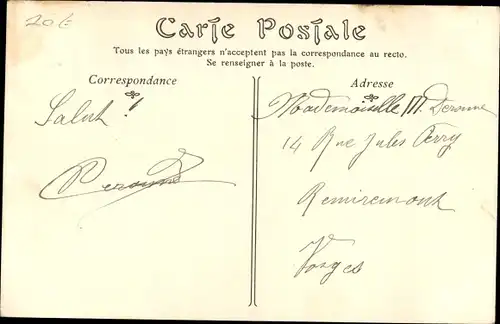 20€
Carte Postale
Tous les pays étrangers n'acceptent pas la correspondance au recto.
Se renseigner à la poste.
Correspondance
Adresse
Salut !
Mademoiselle M. Deronne
14 Rue Jules Ferry
Remiremont
Vosges